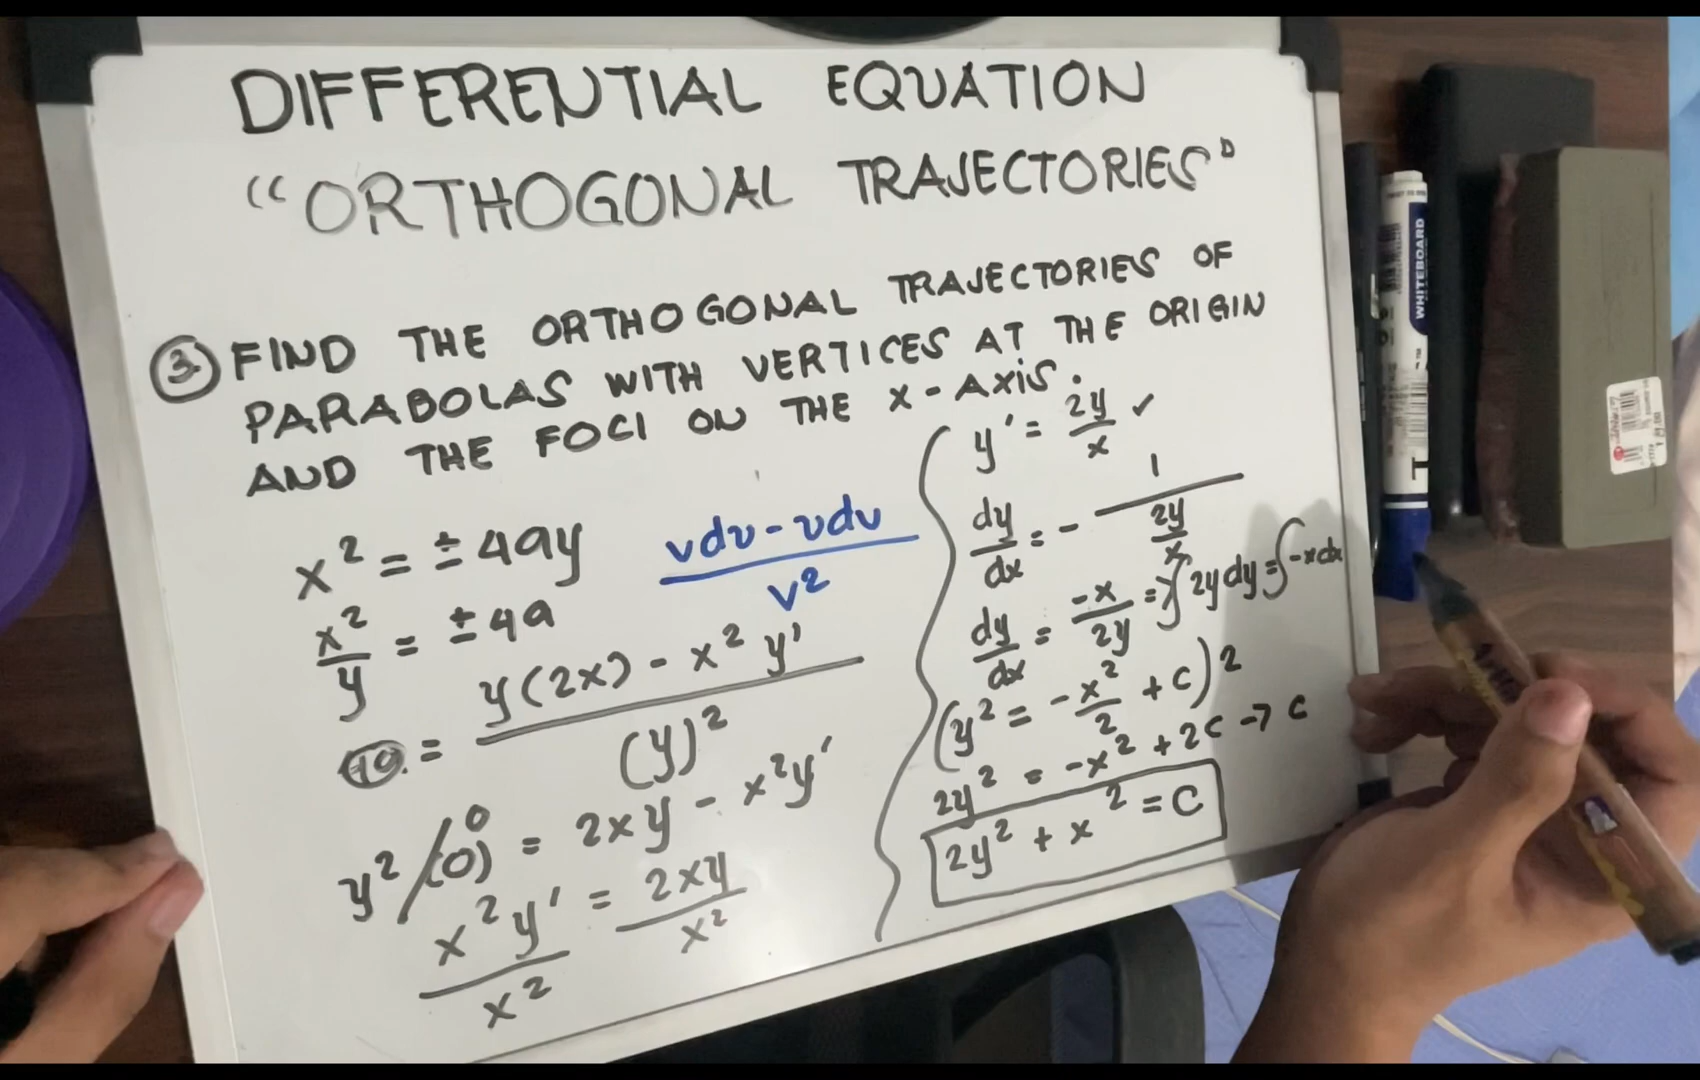 DIFFERENTIAL EQUATION
"ORTHOGONAL TRAJECTORIES"
3. FIND THE ORTHOGONAL TRAJECTORIES OF
PARABOLAS WITH VERTICES AT THE ORIGIN
AND THE FOCI ON THE X-AXIS.
x² = ±4ay
vdu - udv
v²
x²/y = ±4a
= y(2x) - x² y' / (y)²
y² (0) 0 = 2xy - x²y'
x² y' / x² = 2xy / x²
y' = 2y/x ✓
dy/dx = - 1 / (2y/x)
dy/dx = -x/2y => ∫2y dy = ∫-x dx
(y² = -x²/2 + C) 2
2y² = -x² + 2C → C
2y² + x² = C
WHITEBOARD